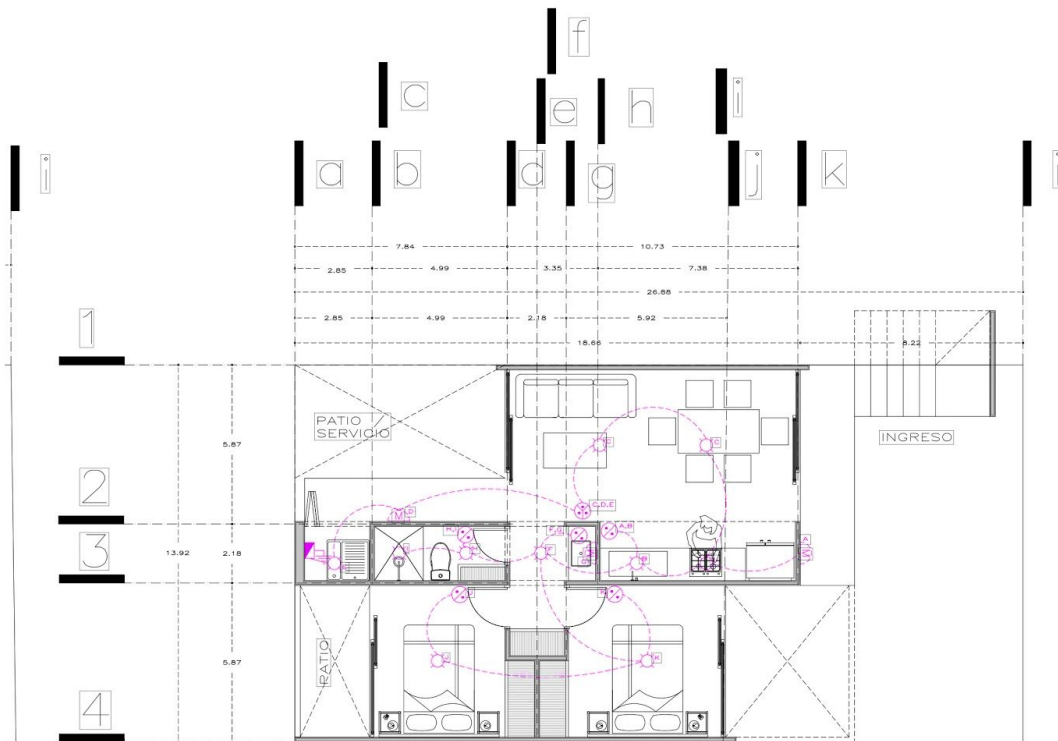 f
c
e
h
i
i
a
b
d
g
j
k
7.84
10.73
2.85
4.99
3.35
7.38
26.88
2.85
4.99
2.18
5.92
18.66
8.22
1
PATIO /
SERVICIO
5.87
INGRESO
2
C,D,E
A,B
3
13.92
2.18
PATIO
5.87
4